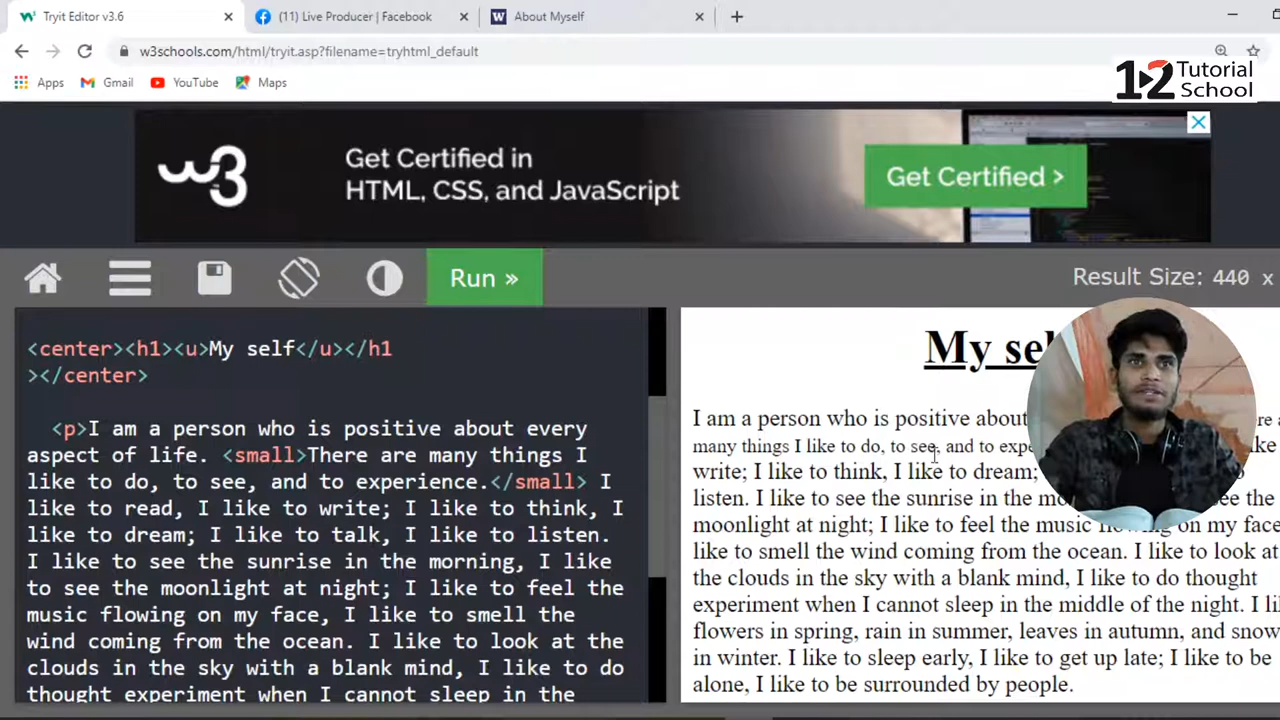 Tryit Editor v3.6
(11) Live Producer | Facebook
W
About Myself
w3schools.com/html/tryit.asp?filename=tryhtml_default
Apps
Gmail
YouTube
Maps
12 Tutorial
School
w3
Get Certified in
HTML, CSS, and JavaScript
Get Certified >
Run »
Result Size: 440 x
<center><h1><u>My self</u></h1
></center>
<p>I am a person who is positive about every
aspect of life. <small>There are many things I
like to do, to see, and to experience.</small> I
like to read, I like to write; I like to think, I
like to dream; I like to talk, I like to listen.
I like to see the sunrise in the morning, I like
to see the moonlight at night; I like to feel the
music flowing on my face, I like to smell the
wind coming from the ocean. I like to look at the
clouds in the sky with a blank mind, I like to do
thought experiment when I cannot sleep in the
My
I am a person who is positive about
many things I like to do, to see, and to
write; I like to think, I like to dream;
listen. I like to see the sunrise in the
moonlight at night; I like to feel the music on my face
like to smell the wind coming from the ocean. I like to look at
the clouds in the sky with a blank mind, I like to do thought
experiment when I cannot sleep in the middle of the night. I
flowers in spring, rain in summer, leaves in autumn, and snow
in winter. I like to sleep early, I like to get up late; I like to be
alone, I like to be surrounded by people.